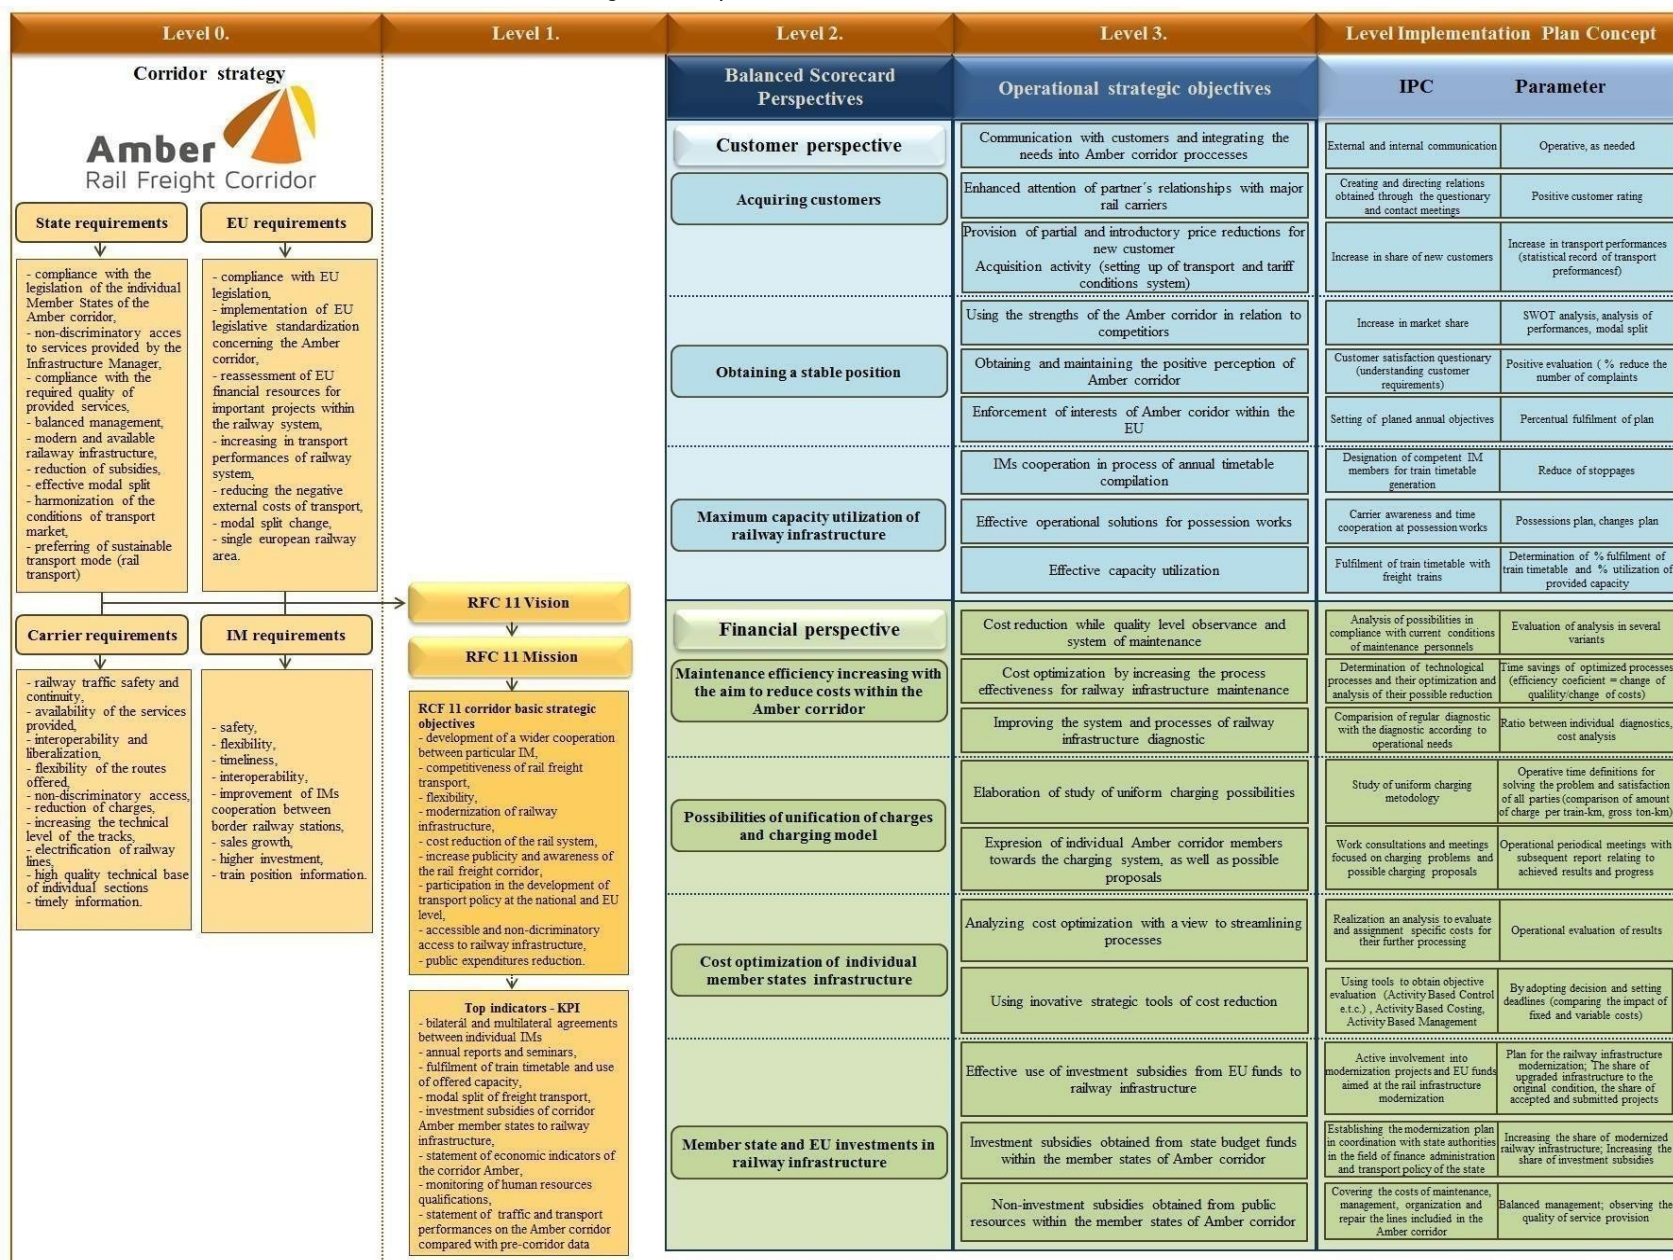 Level 0.
Level 1.
Level 2.
Level 3.
Level Implementation Plan Concept
Corridor strategy
Amber
Rail Freight Corridor
State requirements
- compliance with the
legislation of the individual
Member States of the
Amber corridor,
- non-discriminatory acces
to services provided by the
Infrastructure Manager,
- compliance with the
required quality of
provided services,
- balanced management,
- modern and available
railaway infrastructure,
- reduction of subsidies,
- effective modal split
- harmonization of the
conditions of transport
market,
- preferring of sustainable
transport mode (rail
transport)
EU requirements
- compliance with EU
legislation,
- implementation of EU
legislative standardization
concerning the Amber
corridor,
- reassessment of EU
financial resources for
important projects within
the railway system,
- increasing in transport
performances of railway
system,
- reducing the negative
external costs of transport,
- modal split change,
- single european railway
area.
Carrier requirements
- railway traffic safety and
continuity,
- availability of the services
provided,
- interoperability and
liberalization,
- flexibility of the routes
offered,
- non-discriminatory access,
- reduction of charges,
- increasing the technical
level of the tracks,
- electrification of railway
lines,
- high quality technical base
of individual sections
- timely information.
IM requirements
- safety,
- flexibility,
- timeliness,
- interoperability,
- improvement of IMs
cooperation between
border railway stations,
- sales growth,
- higher investment,
- train position information.
RFC 11 Vision
RFC 11 Mission
RCF 11 corridor basic strategic
objectives
- development of a wider cooperation
between particular IM,
- competitiveness of rail freight
transport,
- flexibility,
- modernization of railway
infrastructure,
- cost reduction of the rail system,
- increase publicity and awareness of
the rail freight corridor,
- participation in the development of
transport policy at the national and EU
level,
- accessible and non-dicriminatory
access to railway infrastructure,
- public expenditures reduction.
Top indicators - KPI
- bilaterál and multilateral agreements
between individual IMs
- annual reports and seminars,
- fulfilment of train timetable and use
of offered capacity,
- modal split of freight transport,
- investment subsidies of corridor
Amber member states to railway
infrastructure,
- statement of economic indicators of
the corridor Amber,
- monitoring of human resources
qualifications,
- statement of traffic and transport
performances on the Amber corridor
compared with pre-corridor data
Balanced Scorecard
Perspectives
Operational strategic objectives
IPC
Parameter
Customer perspective
Communication with customers and integrating the
needs into Amber corridor proccesses
External and internal communication
Operative, as needed
Acquiring customers
Enhanced attention of partner´s relationships with major
rail carriers
Creating and directing relations
obtained through the questionary
and contact meetings
Positive customer rating
Provision of partial and introductory price reductions for
new customer
Acquisition activity (setting up of transport and tariff
conditions system)
Increase in share of new customers
Increase in transport performances
(statistical record of transport
preformancesf)
Using the strengths of the Amber corridor in relation to
competitiors
Increase in market share
SWOT analysis, analysis of
performances, modal split
Obtaining a stable position
Obtaining and maintaining the positive perception of
Amber corridor
Customer satisfaction questionary
(understanding customer
requirements)
Positive evaluation ( % reduce the
number of complaints
Enforcement of interests of Amber coridor within the
EU
Setting of planed annual objectives
Percentual fulfilment of plan
IMs cooperation in process of annual timetable
compilation
Designation of competent IM
members for train timetable
generation
Reduce of stoppages
Maximum capacity utilization of
railway infrastructure
Effective operational solutions for possession works
Carrier awareness and time
cooperation at possession works
Possessions plan, changes plan
Effective capacity utilization
Fulfilment of train timetable with
freight trains
Determination of % fulfilment of
train timetable and % utilization of
provided capacity
Financial perspective
Cost reduction while quality level observance and
system of maintenance
Analysis of possibilities in
compliance with current conditions
of maintenance personnels
Evaluation of analysis in several
variants
Maintenance efficiency increasing with
the aim to reduce costs within the
Amber corridor
Cost optimization by increasing the process
effectiveness for railway infrastructure maintenance
Determination of technological
processes and their optimization and
analysis of their possible reduction
Time savings of optimized processes
(efficiency coeficient = change of
qualility/change of costs)
Improving the system and processes of railway
infrastructure diagnostic
Comparision of regular diagnostic
with the diagnostic according to
operational needs
Ratio between individual diagnostics,
cost analysis
Possibilities of unification of charges
and charging model
Elaboration of study of uniform charging possibilities
Study of uniform charging
metodology
Operative time definitions for
solving the problem and satisfaction
of all parties (comparison of amount
of charge per train-km, gross ton-km)
Expresion of individual Amber corridor members
towards the charging system, as well as possible
proposals
Work consultations and meetings
focused on charging problems and
possible charging proposals
Operational periodical meetings with
subsequent report relating to
achieved results and progress
Cost optimization of individual
member states infrastructure
Analyzing cost optimization with a view to streamlining
processes
Realization an analysis to evaluate
and assignment specific costs for
their further processing
Operational evaluation of results
Using inovative strategic tools of cost reduction
Using tools to obtain objective
evaluation (Activity Based Control
e.t.c.) , Activity Based Costing,
Activity Based Management
By adopting decision and setting
deadlines (comparing the impact of
fixed and variable costs)
Effective use of investment subsidies from EU funds to
railway infrastructure
Active involvement into
modernization projects and EU funds
aimed at the rail infrastructure
modernization
Plan for the railway infrastructure
modernization; The share of
upgraded infrastructure to the
original condition, the share of
accepted and submitted projects
Member state and EU investments in
railway infrastructure
Investment subsidies obtained from state budget funds
within the member states of Amber corridor
Establishing the modernization plan
in coordination with state authorities
in the field of finance administration
and transport policy of the state
Increasing the share of modernized
railway infrastructure; Increasing the
share of investment subsidies
Non-investment subsidies obtained from public
resources within the member states of Amber corridor
Covering the costs of maintenance,
management, organization and
repair the lines includied in the
Amber corridor
Balanced management; observing the
quality of service provision